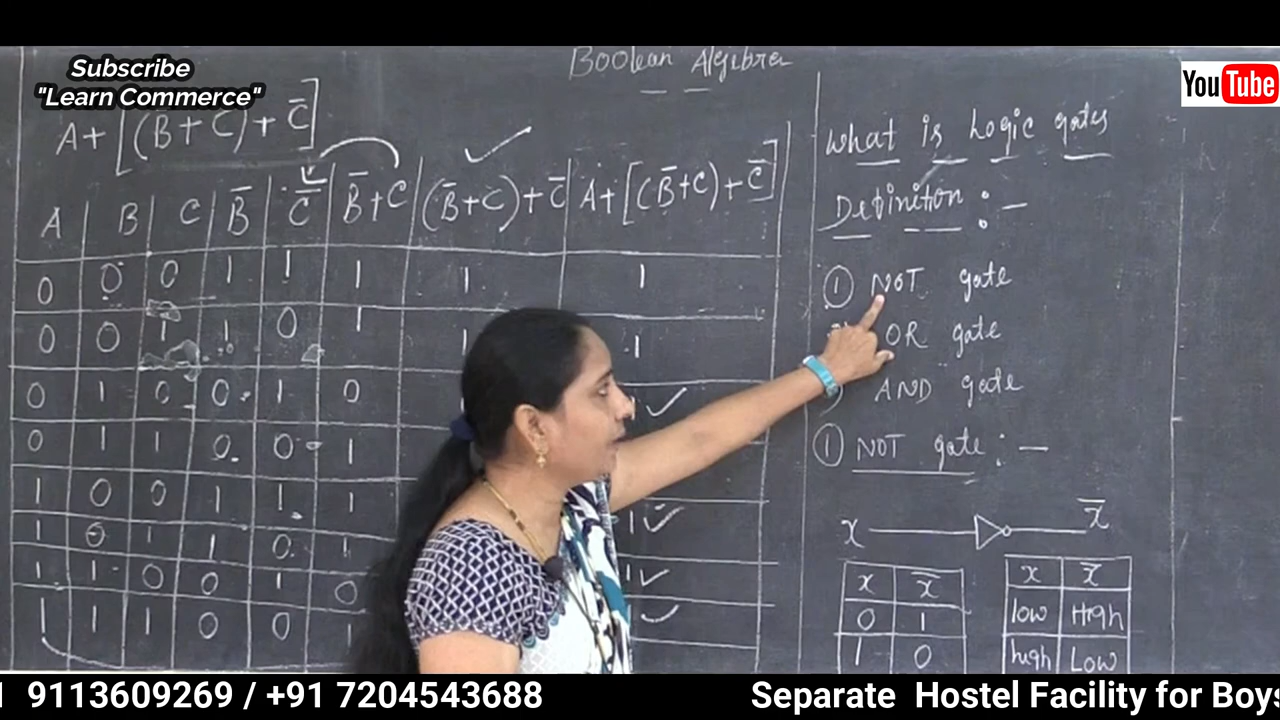 Subscribe
"Learn Commerce"
YouTube
Boolean Algebra
A+[(B̅+C)+C̅]
A B C B̅ C̅ B̅+C (B̅+C)+C̅ A+[(B̅+C)+C̅]
0 0 0 1 1 1 1 1
0 0 1 1 0 1 1
0 1 0 0 1 0 ✓
0 1 1 0 0 1
1 0 0 1 1 1
1 0 1 1 0 1 1 ✓
1 1 0 0 1 0 1 ✓
1 1 1 0 0 1 ✓
What is Logic gates
Definition :-
① NOT gate
OR gate
AND gate
① NOT gate :-
x x̅
x x̅
0 1
1 0
x x̅
low High
high Low
9113609269 / +91 7204543688
Separate Hostel Facility for Boys